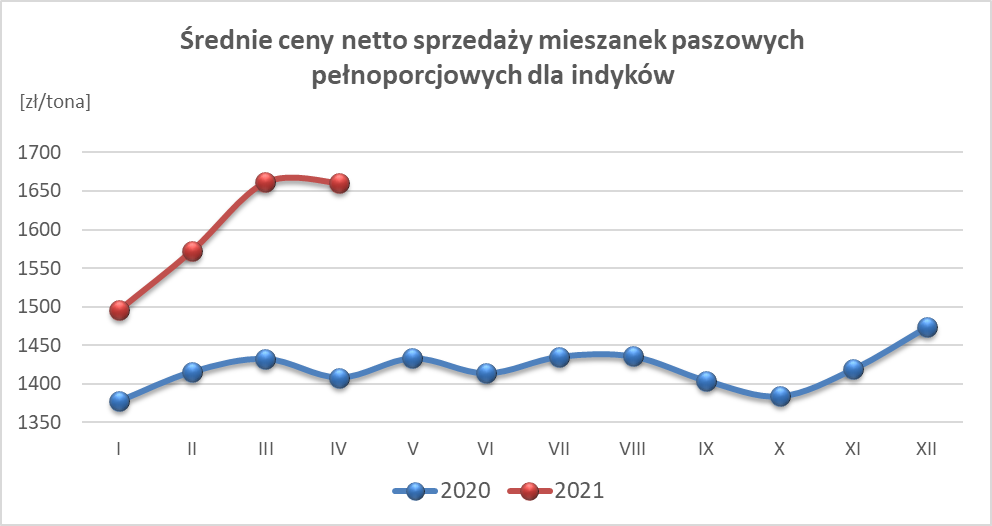 Średnie ceny netto sprzedaży mieszanek paszowych
pełnoporcjowych dla indyków
[zł/tona]
1700
1650
1600
1550
1500
1450
1400
1350
I II III IV V VI VII VIII IX X XI XII
2020 2021